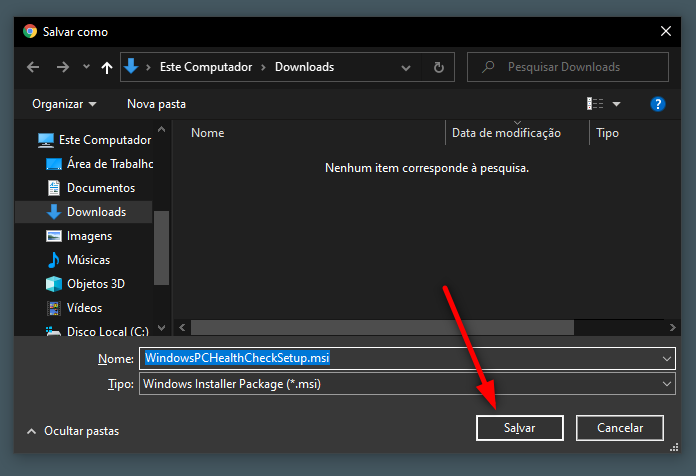 Salvar como
Este Computador > Downloads
Pesquisar Downloads
Organizar
Nova pasta
?
Este Computador
Área de Trabalho
Documentos
Downloads
Imagens
Músicas
Objetos 3D
Vídeos
Disco Local (C:)
Nome
Data de modificação
Tipo
Nenhum item corresponde à pesquisa.
Nome: WindowsPCHealthCheckSetup.msi
Tipo: Windows Installer Package (*.msi)
Ocultar pastas
Salvar
Cancelar